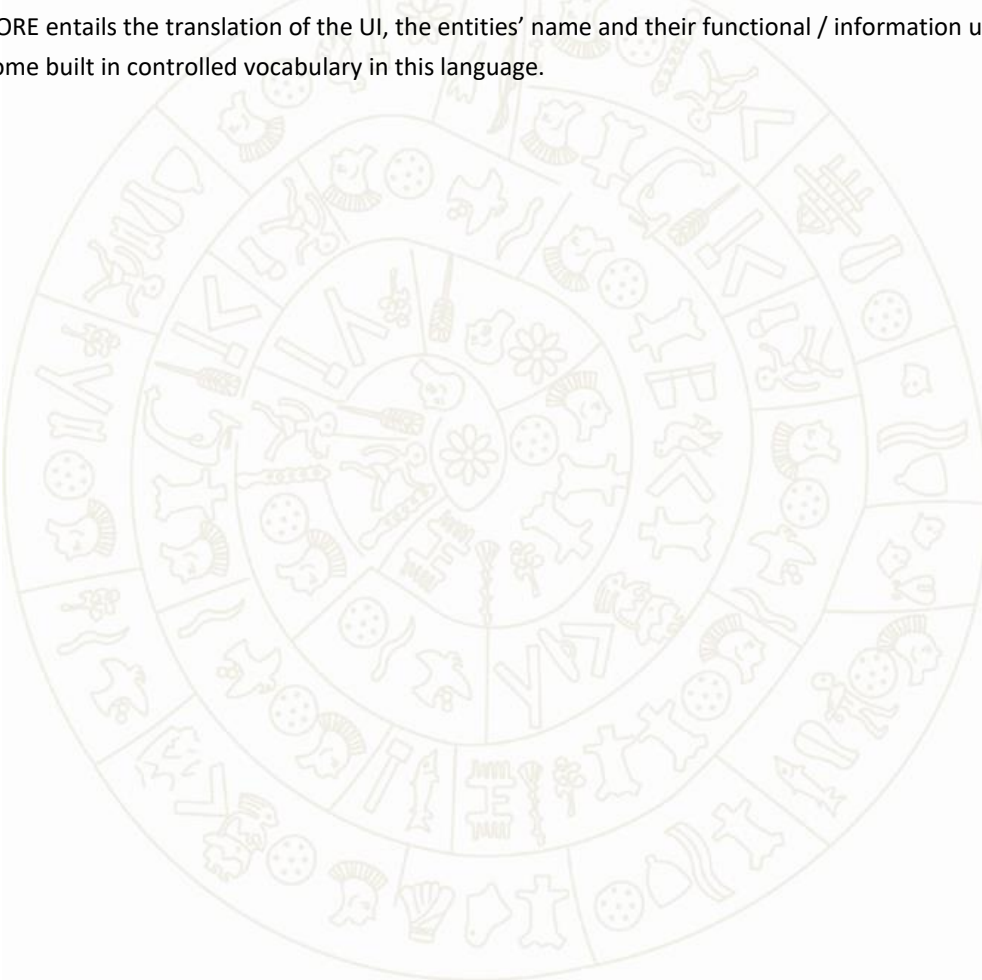 ORE entails the translation of the UI, the entities’ name and their functional / information u
ome built in controlled vocabulary in this language.